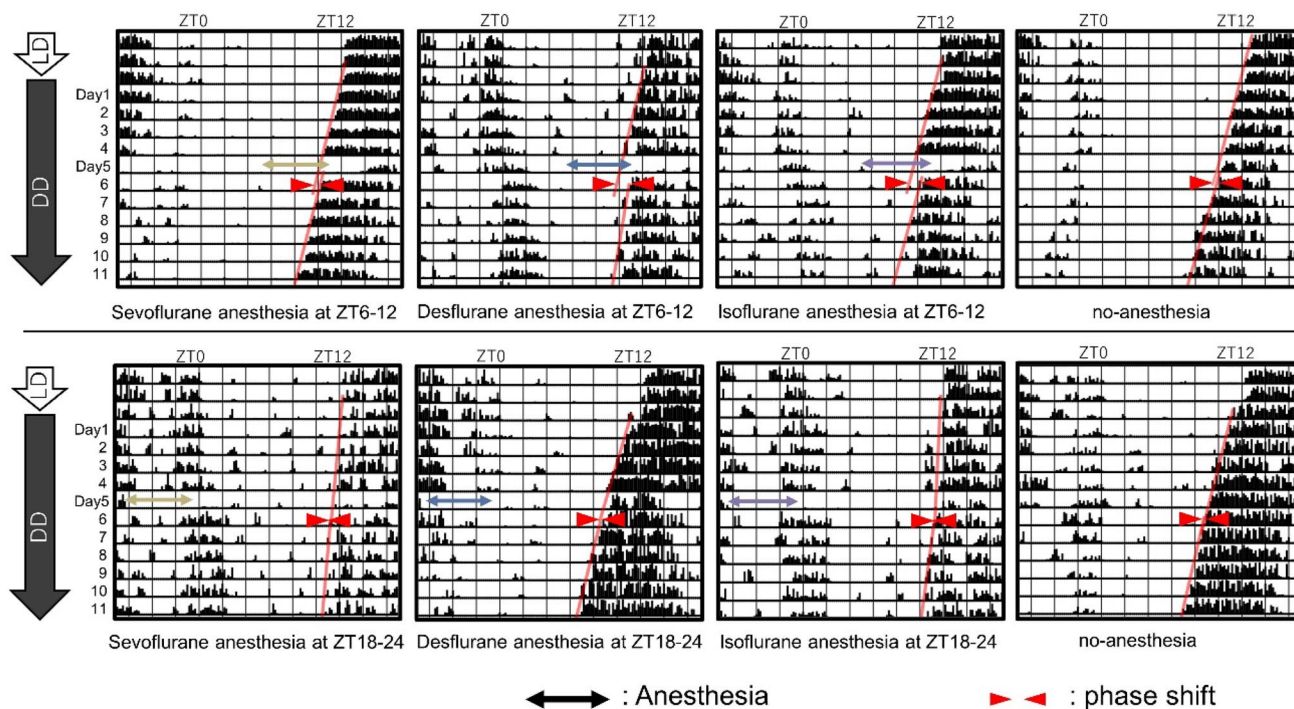 ZT0 ZT12 ZT0 ZT12 ZT0 ZT12 ZT0 ZT12
LD
Day1
2
3
4
Day5
6
7
8
9
10
11
DD
Sevoflurane anesthesia at ZT6-12 Desflurane anesthesia at ZT6-12 Isoflurane anesthesia at ZT6-12 no-anesthesia
ZT0 ZT12 ZT0 ZT12 ZT0 ZT12 ZT0 ZT12
LD
Day1
2
3
4
Day5
6
7
8
9
10
11
DD
Sevoflurane anesthesia at ZT18-24 Desflurane anesthesia at ZT18-24 Isoflurane anesthesia at ZT18-24 no-anesthesia
: Anesthesia : phase shift